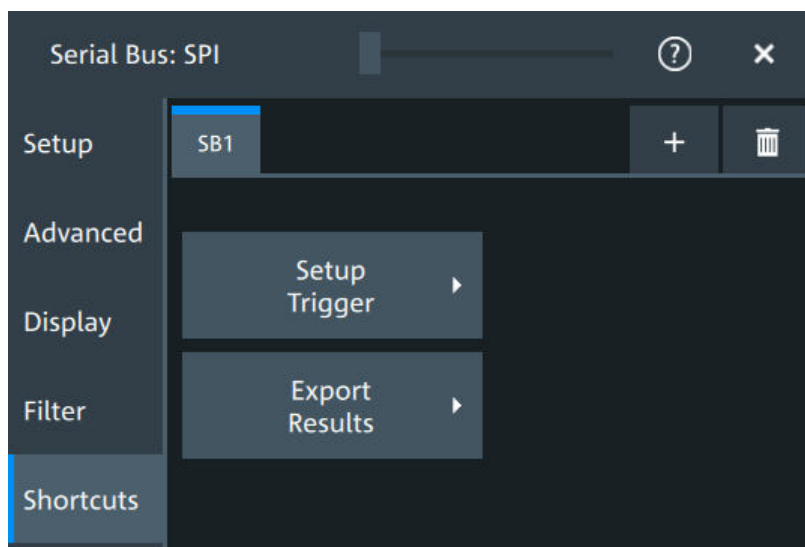 Serial Bus: SPI
Setup
SB1
+
Advanced
Setup
Trigger
Display
Export
Results
Filter
Shortcuts